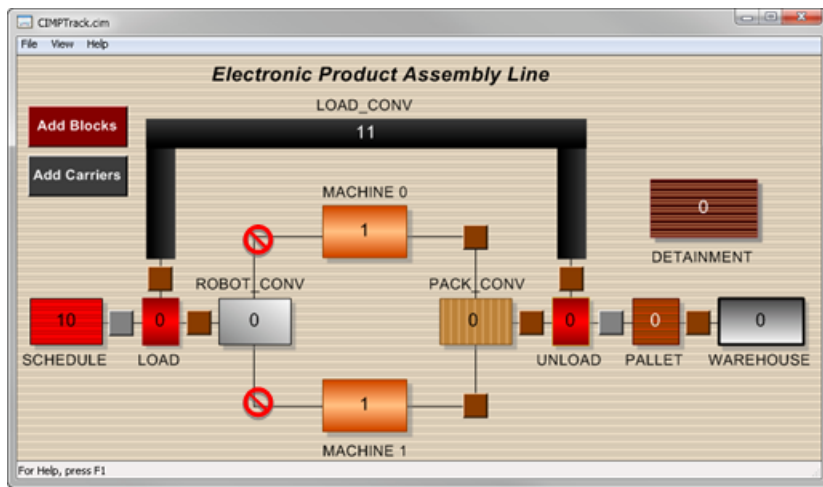 CIMPTrack.cim
File View Help
Electronic Product Assembly Line
LOAD_CONV
11
Add Blocks
Add Carriers
MACHINE 0
1
0
DETAINMENT
ROBOT_CONV
PACK_CONV
10
0
0
0
0
0
0
SCHEDULE
LOAD
UNLOAD
PALLET
WAREHOUSE
1
MACHINE 1
For Help, press F1